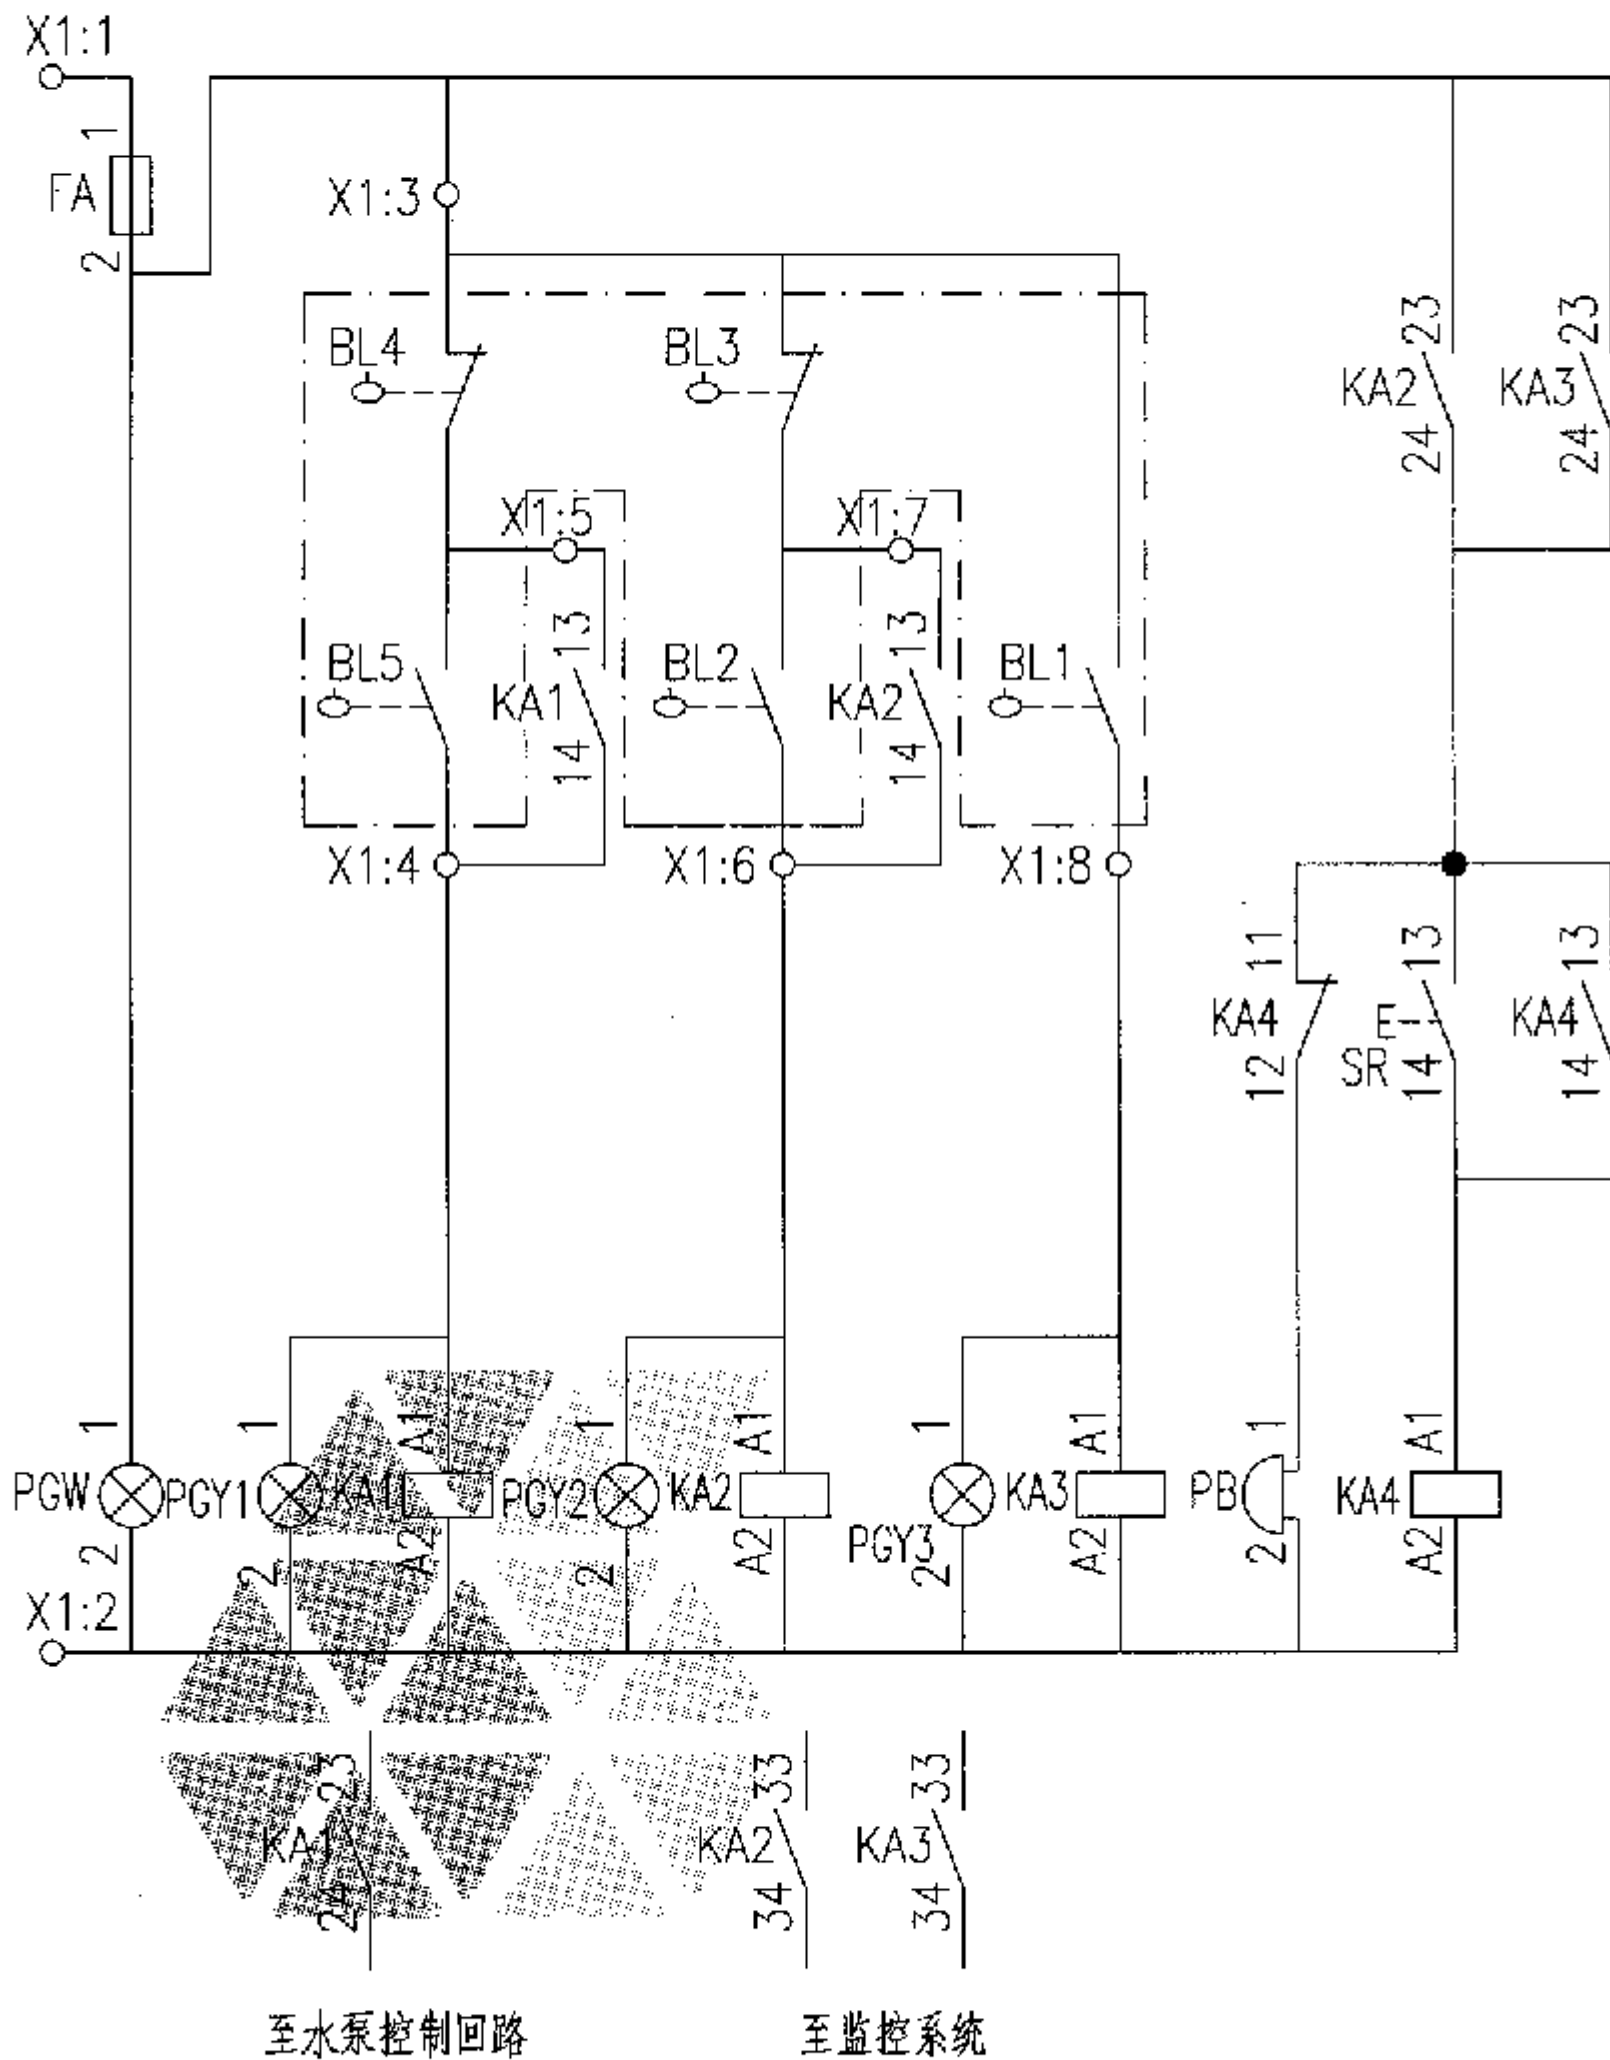 X1:1
1
FA
2
X1:3
BL4
BL3
23
KA2
24
23
KA3
24
X1:5
X1:7
BL5
13
KA1
14
BL2
13
KA2
14
BL1
X1:4
X1:6
X1:8
11
KA4
12
13
E
SR
14
13
KA4
14
1
PGW
2
1
PGY1
2
A1
KA1
A2
1
PGY2
2
A1
KA2
A2
1
PGY3
2
A1
KA3
A2
1
PB
2
A1
KA4
A2
X1:2
23
KA1
24
33
KA2
34
33
KA3
34
至水泵控制回路
至监控系统